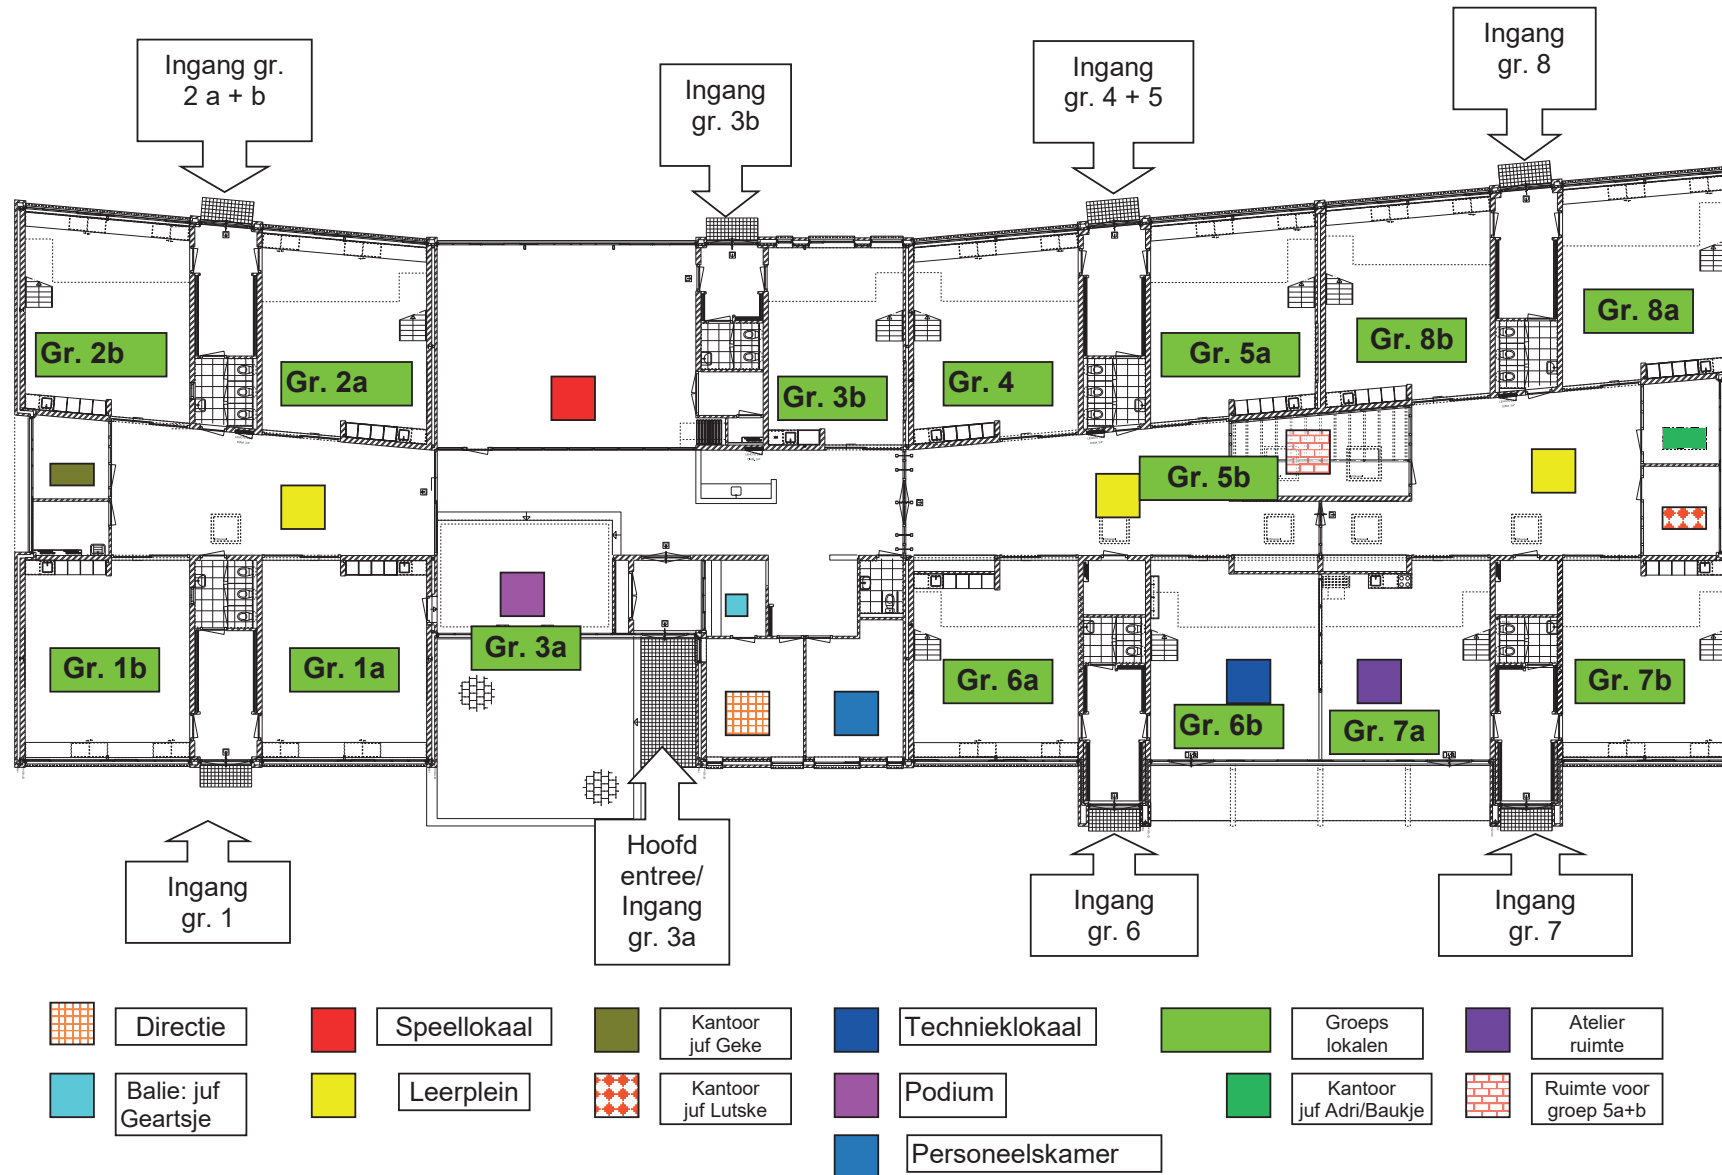 Ingang gr.
2 a + b
Ingang
gr. 3b
Ingang
gr. 4 + 5
Ingang
gr. 8
Gr. 2b
Gr. 2a
Gr. 3b
Gr. 4
Gr. 5a
Gr. 8b
Gr. 8a
Gr. 5b
Gr. 1b
Gr. 1a
Gr. 3a
Gr. 6a
Gr. 6b
Gr. 7a
Gr. 7b
Ingang
gr. 1
Hoofd
entree/
Ingang
gr. 3a
Ingang
gr. 6
Ingang
gr. 7
Directie
Speellokaal
Kantoor
juf Geke
Technieklokaal
Groeps
lokalen
Atelier
ruimte
Balie: juf
Geartsje
Leerplein
Kantoor
juf Lutske
Podium
Kantoor
juf Adri/Baukje
Ruimte voor
groep 5a+b
Personeelskamer